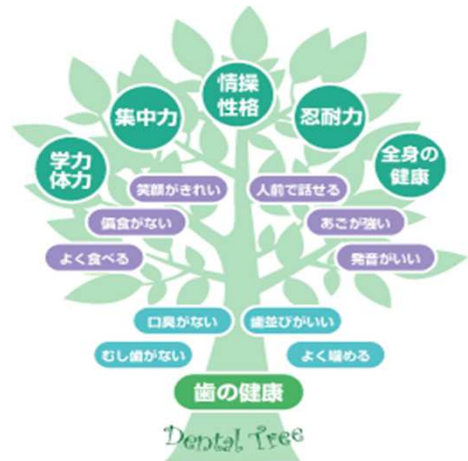 情操
性格
集中力
忍耐力
学力
体力
全身の
健康
笑顔がきれい
人前で話せる
偏食がない
あごが強い
よく食べる
発音がいい
口臭がない
歯並びがいい
むし歯がない
よく噛める
歯の健康
Dental Tree